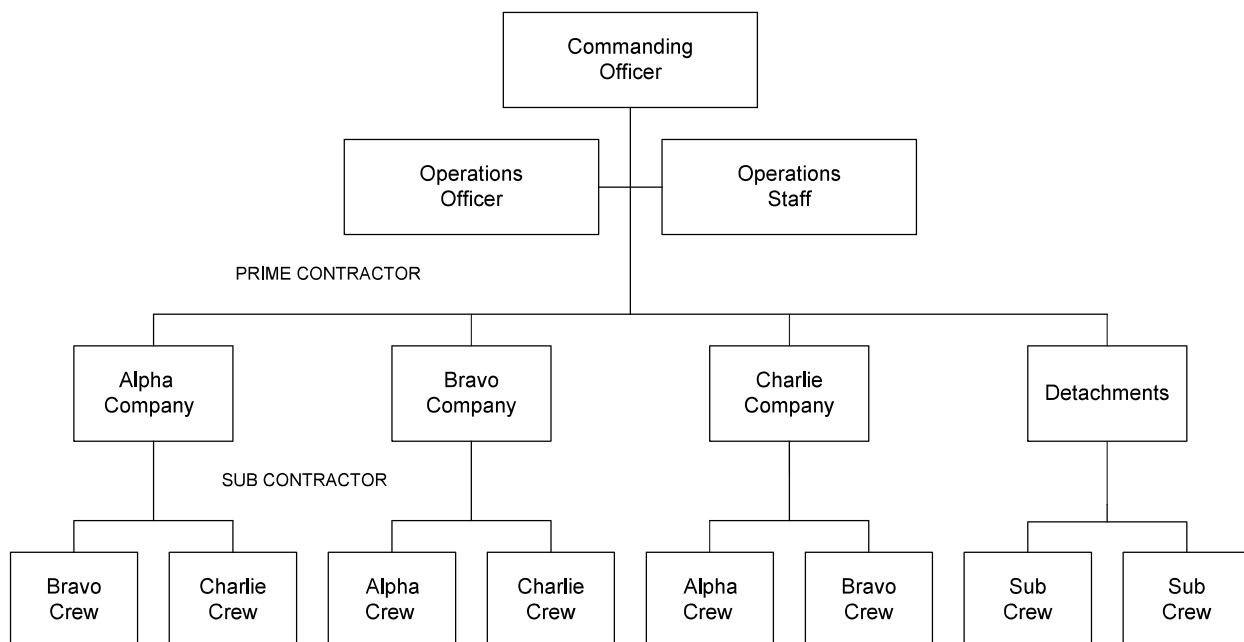 Commanding
Officer
Operations
Officer
Operations
Staff
PRIME CONTRACTOR
Alpha
Company
Bravo
Company
Charlie
Company
Detachments
SUB CONTRACTOR
Bravo
Crew
Charlie
Crew
Alpha
Crew
Charlie
Crew
Alpha
Crew
Bravo
Crew
Sub
Crew
Sub
Crew